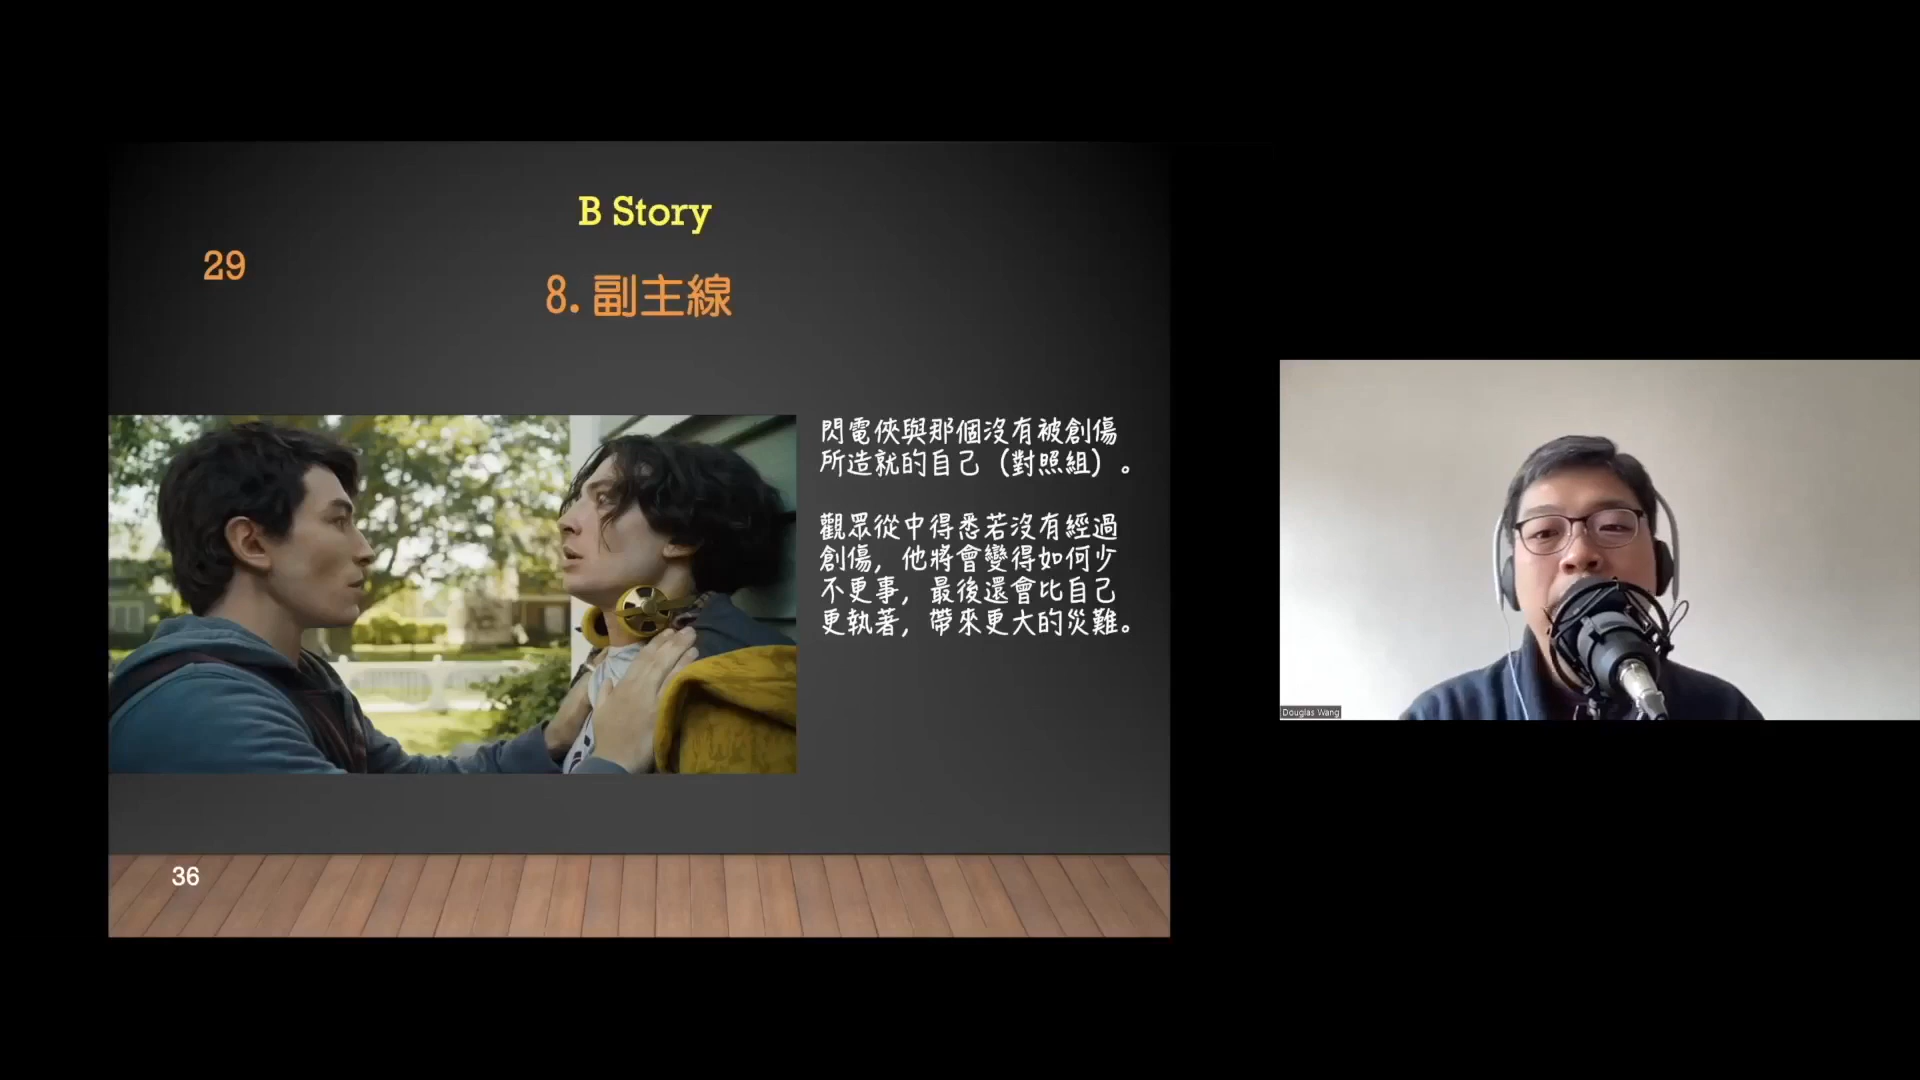 B Story
29
8. 副主線
閃電俠與那個沒有被創傷
所造就的自己（對照組）。
觀眾從中得悉若沒有經過
創傷，他將會變得如何少
不更事，最後還會比自己
更執著，帶來更大的災難。
36
Douglas Wang